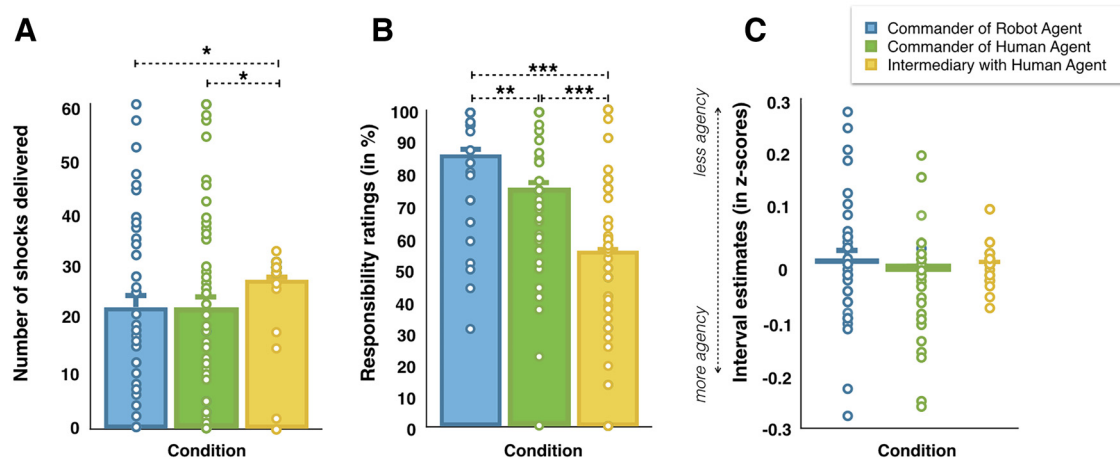 A
B
C
Commander of Robot Agent
Commander of Human Agent
Intermediary with Human Agent
*
*
***
**
***
Number of shocks delivered
60
50
40
30
20
10
0
Condition
Responsibility ratings (in %)
100
90
80
70
60
50
40
30
20
10
0
Condition
less agency
more agency
Interval estimates (in z-scores)
0.3
0.2
0.1
0
-0.1
-0.2
-0.3
Condition